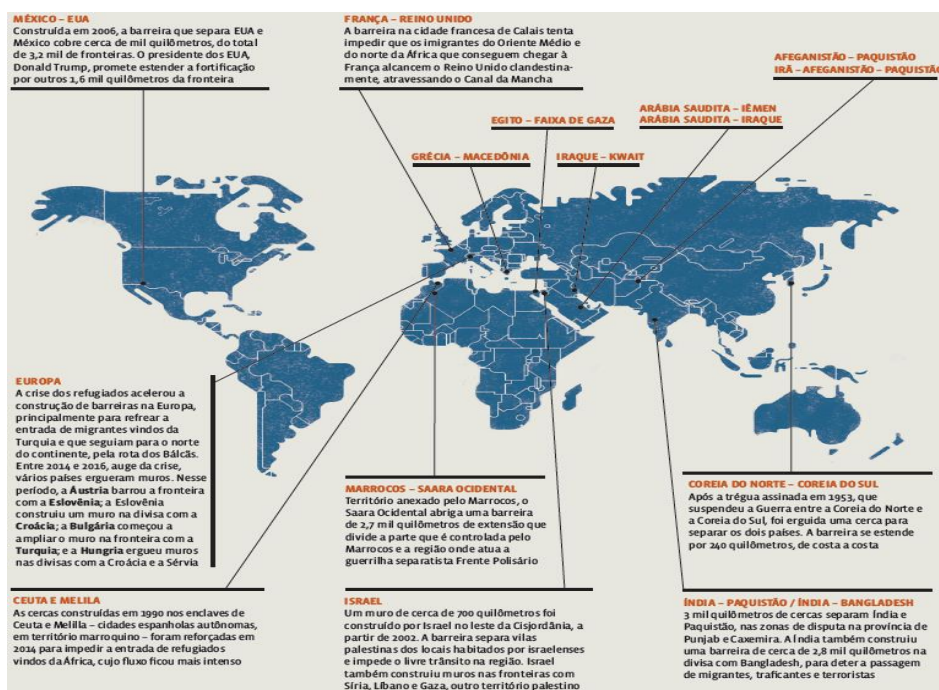 MÉXICO – EUA
Construída em 2006, a barreira que separa EUA e
México cobre cerca de mil quilômetros, do total
de 3,2 mil de fronteiras. O presidente dos EUA,
Donald Trump, promete estender a fortificação
por outros 1,6 mil quilômetros da fronteira
FRANÇA – REINO UNIDO
A barreira na cidade francesa de Calais tenta
impedir que os imigrantes do Oriente Médio e
do norte da África que conseguem chegar à
França alcancem o Reino Unido clandestina-
mente, atravessando o Canal da Mancha
AFEGANISTÃO – PAQUISTÃO
IRÃ – AFEGANISTÃO – PAQUISTÃO
ARÁBIA SAUDITA – IÊMEN
ARÁBIA SAUDITA – IRAQUE
EGITO – FAIXA DE GAZA
GRÉCIA – MACEDÔNIA
IRAQUE – KWAIT
EUROPA
A crise dos refugiados acelerou a
construção de barreiras na Europa,
principalmente para refrear a
entrada de migrantes vindos da
Turquia e que seguiam para o norte
do continente, pela rota dos Bálcãs.
Entre 2014 e 2016, auge da crise,
vários países ergueram muros. Nesse
período, a Áustria barrou a fronteira
com a Eslovênia; a Eslovênia
construiu um muro na divisa com a
Croácia; a Bulgária começou a
ampliar o muro na fronteira com a
Turquia; e a Hungria ergueu muros
nas divisas com a Croácia e a Sérvia
MARROCOS – SAARA OCIDENTAL
Território anexado pelo Marrocos, o
Saara Ocidental abriga uma barreira
de 2,7 mil quilômetros de extensão que
divide a parte que é controlada pelo
Marrocos e a região onde atua a
guerrilha separatista Frente Polisário
COREIA DO NORTE – COREIA DO SUL
Após a trégua assinada em 1953, que
suspendeu a Guerra entre a Coreia do Norte e
a Coreia do Sul, foi erguida uma cerca para
separar os dois países. A barreira se estende
por 240 quilômetros, de costa a costa
CEUTA E MELILA
As cercas construídas em 1990 nos enclaves de
Ceuta e Melilla – cidades espanholas autônomas,
em território marroquino – foram reforçadas em
2014 para impedir a entrada de refugiados
vindos da África, cujo fluxo ficou mais intenso
ISRAEL
Um muro de cerca de 700 quilômetros foi
construído por Israel no leste da Cisjordânia, a
partir de 2002. A barreira separa vilas
palestinas dos locais habitados por israelenses
e impede o livre trânsito na região. Israel
também construiu muros nas fronteiras com
Síria, Líbano e Gaza, outro território palestino
ÍNDIA – PAQUISTÃO / ÍNDIA – BANGLADESH
3 mil quilômetros de cercas separam Índia e
Paquistão, nas zonas de disputa na província de
Punjab e Caxemira. A Índia também construiu
uma barreira de cerca de 2,8 mil quilômetros na
divisa com Bangladesh, para deter a passagem
de migrantes, traficantes e terroristas